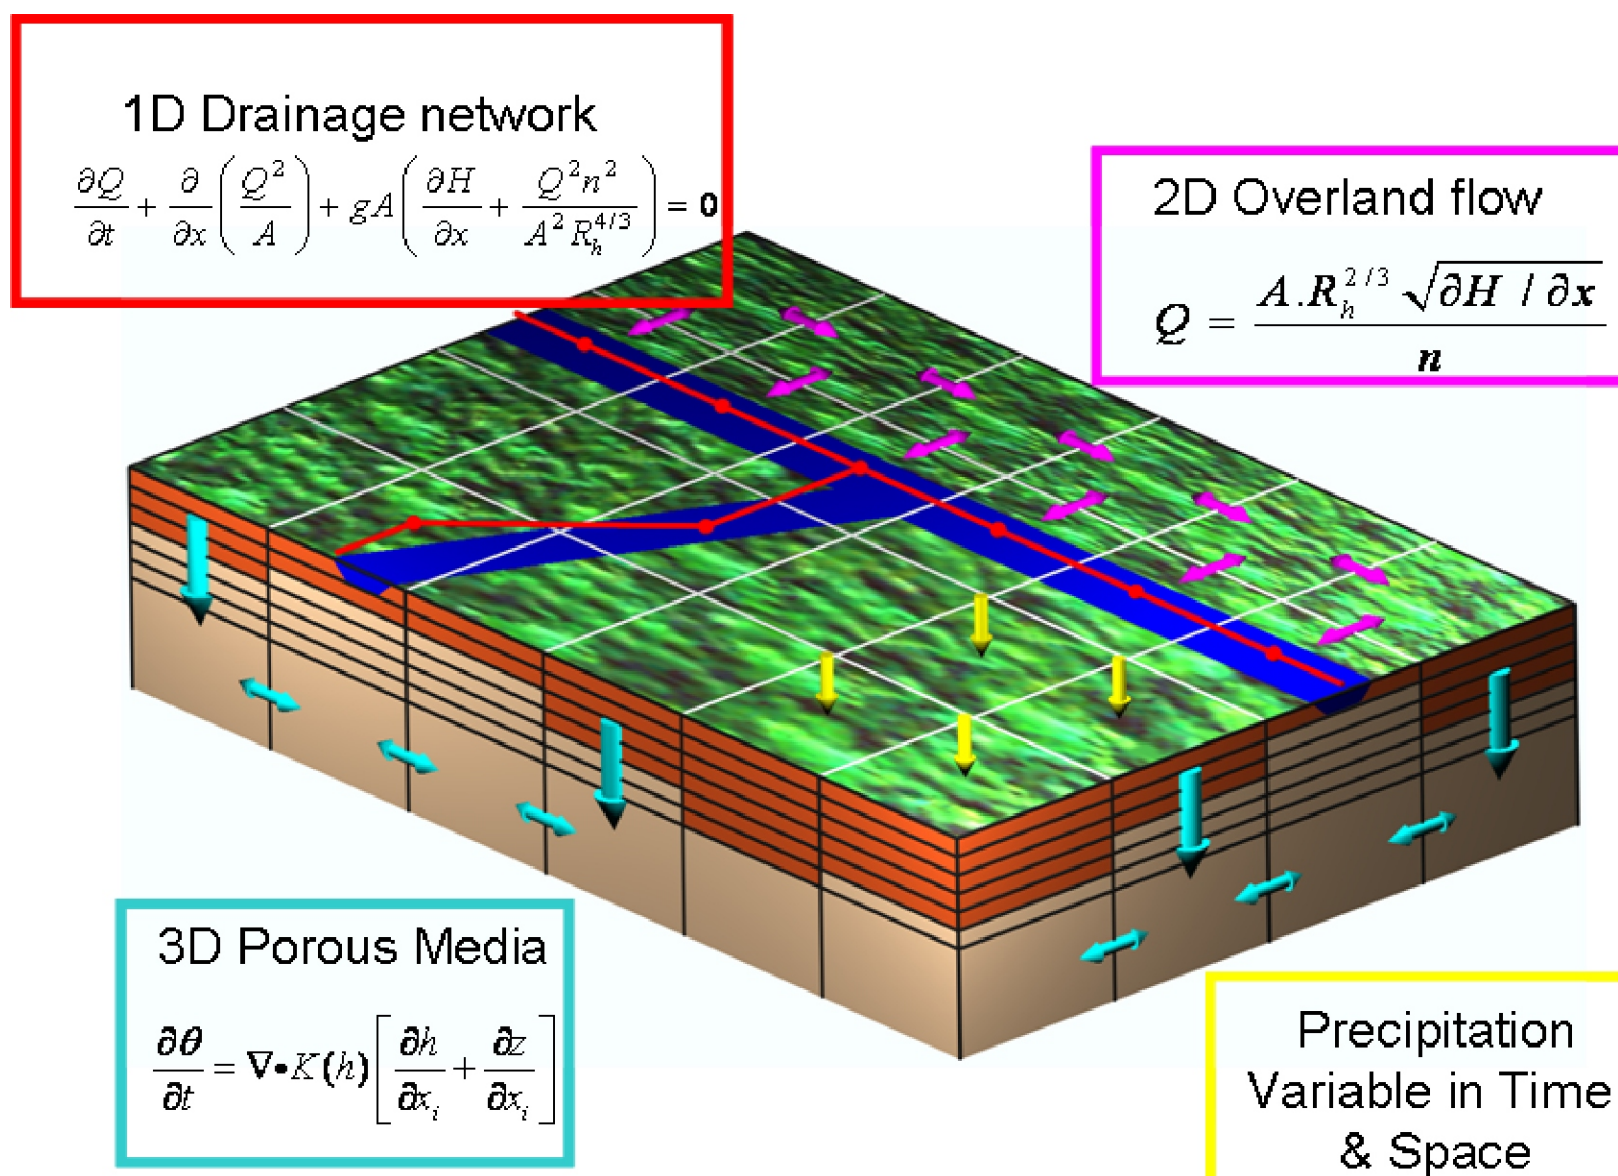 1D Drainage network
∂Q/∂t + ∂/∂x (Q²/A) + gA (∂H/∂x + Q²n²/A²R_h^{4/3}) = 0
2D Overland flow
Q = A.R_h^{2/3} √(∂H / ∂x) / n
3D Porous Media
∂θ/∂t = ∇•K(h) [∂h/∂x_i + ∂z/∂x_i]
Precipitation
Variable in Time
& Space